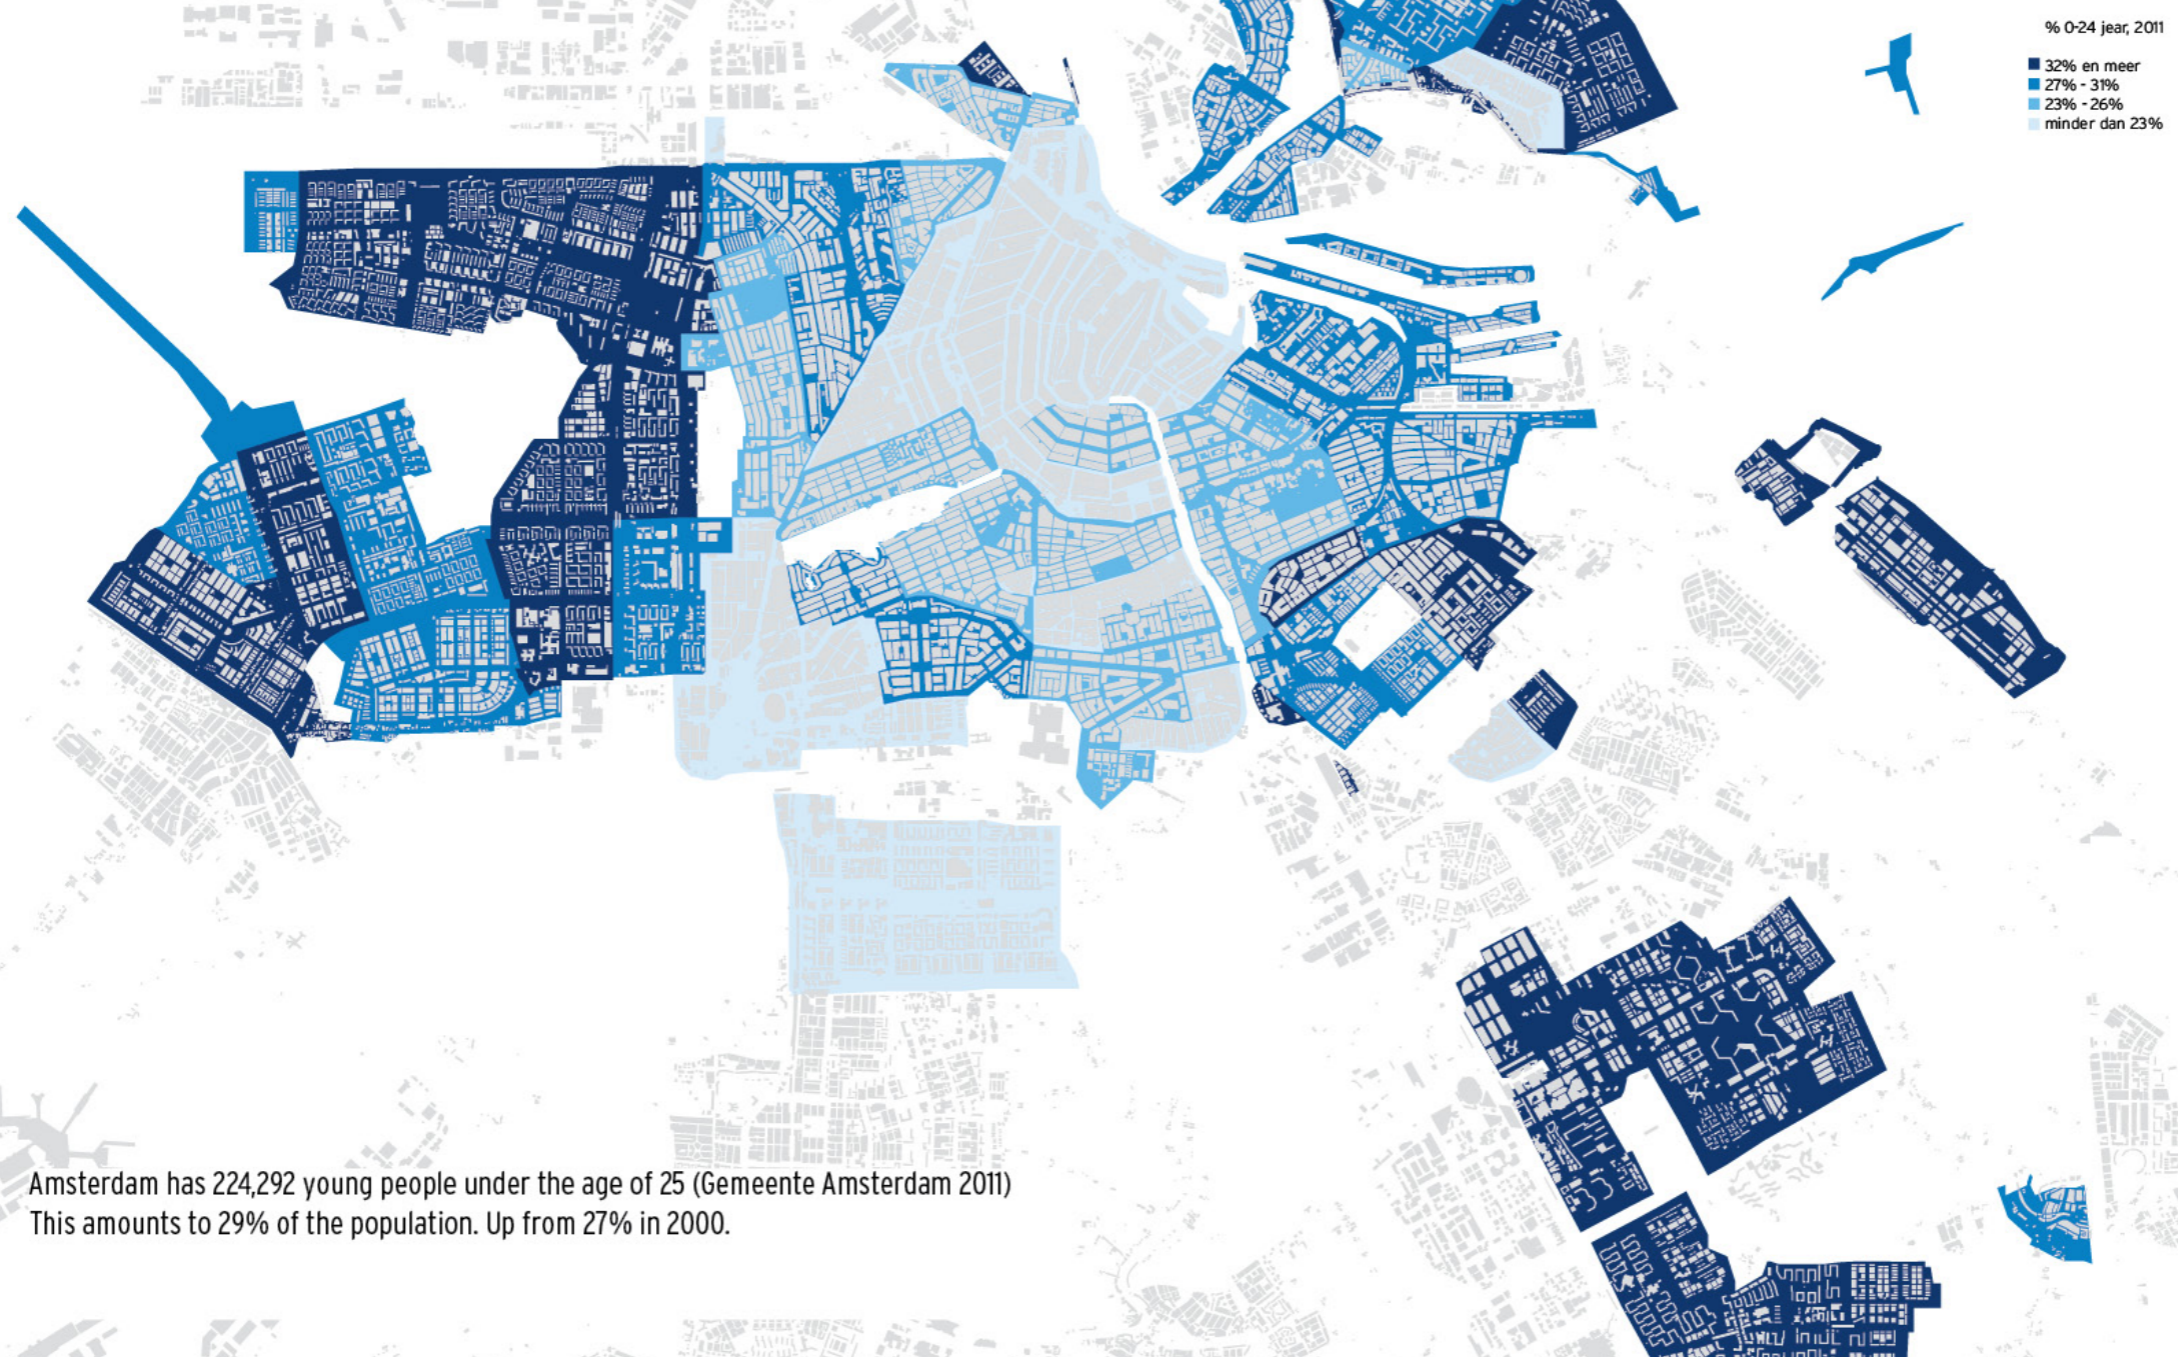 % 0-24 jear, 2011
32% en meer
27% - 31%
23% - 26%
minder dan 23%
Amsterdam has 224,292 young people under the age of 25 (Gemeente Amsterdam 2011)
This amounts to 29% of the population. Up from 27% in 2000.